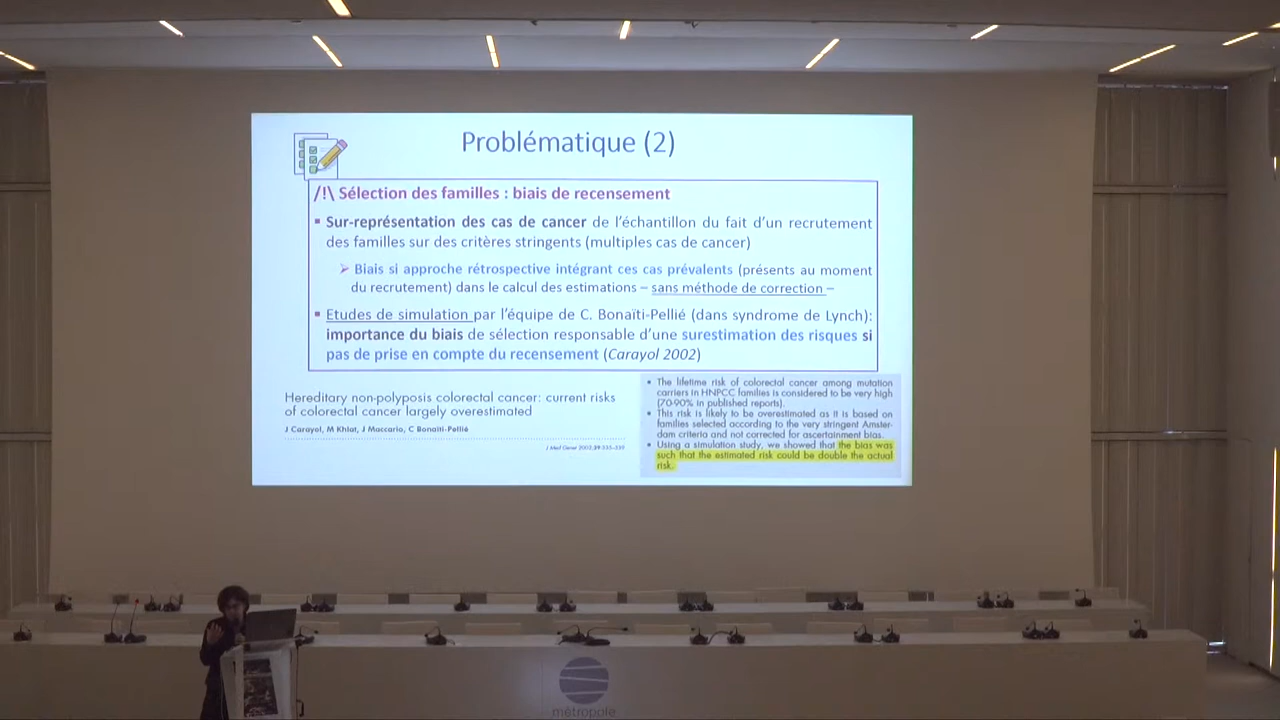 Problématique (2)
/!\ Sélection des familles : biais de recensement
▪ Sur-représentation des cas de cancer de l'échantillon du fait d'un recrutement
des familles sur des critères stringents (multiples cas de cancer)
➢ Biais si approche rétrospective intégrant ces cas prévalents (présents au moment
du recrutement) dans le calcul des estimations – sans méthode de correction –
▪ Etudes de simulation par l'équipe de C. Bonaïti-Pellié (dans syndrome de Lynch):
importance du biais de sélection responsable d'une surestimation des risques si
pas de prise en compte du recensement (Carayol 2002)
Hereditary non-polyposis colorectal cancer: current risks
of colorectal cancer largely overestimated
J Carayol, M Khlat, J Maccario, C Bonaiti-Pellié
J Med Genet 2002;39:335–339
• The lifetime risk of colorectal cancer among mutation
carriers in HNPCC families is considered to be very high
(70-90% in published reports).
• This risk is likely to be overestimated as it is based on
families selected according to the very stringent Amster-
dam criteria and not corrected for ascertainment bias.
• Using a simulation study, we showed that the bias was
such that the estimated risk could be double the actual
risk.
métropole